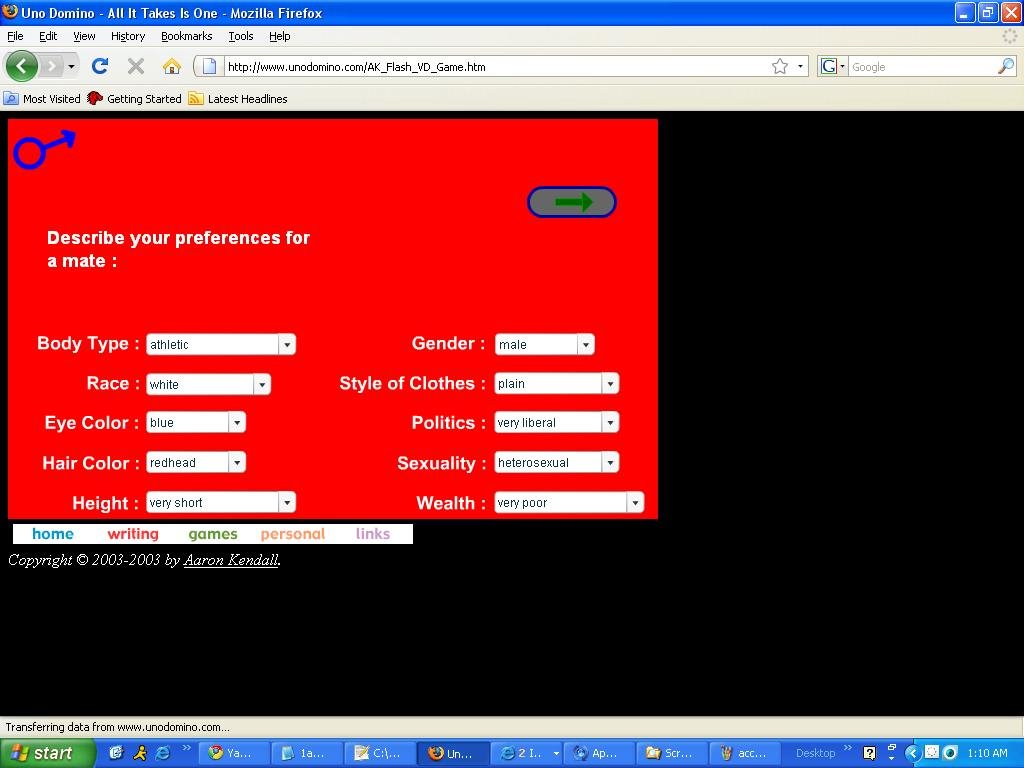 Uno Domino - All It Takes Is One - Mozilla Firefox
File Edit View History Bookmarks Tools Help
http://www.unodomino.com/AK_Flash_VD_Game.htm
G Google
Most Visited Getting Started Latest Headlines
Describe your preferences for
a mate :
Body Type : athletic Gender : male
Race : white Style of Clothes : plain
Eye Color : blue Politics : very liberal
Hair Color : redhead Sexuality : heterosexual
Height : very short Wealth : very poor
home writing games personal links
Copyright © 2003-2003 by Aaron Kendall.
Transferring data from www.unodomino.com...
start » Ya... 1a... C:\... Un... 2 I... Ap... Scr... acc... Desktop » 1:10 AM